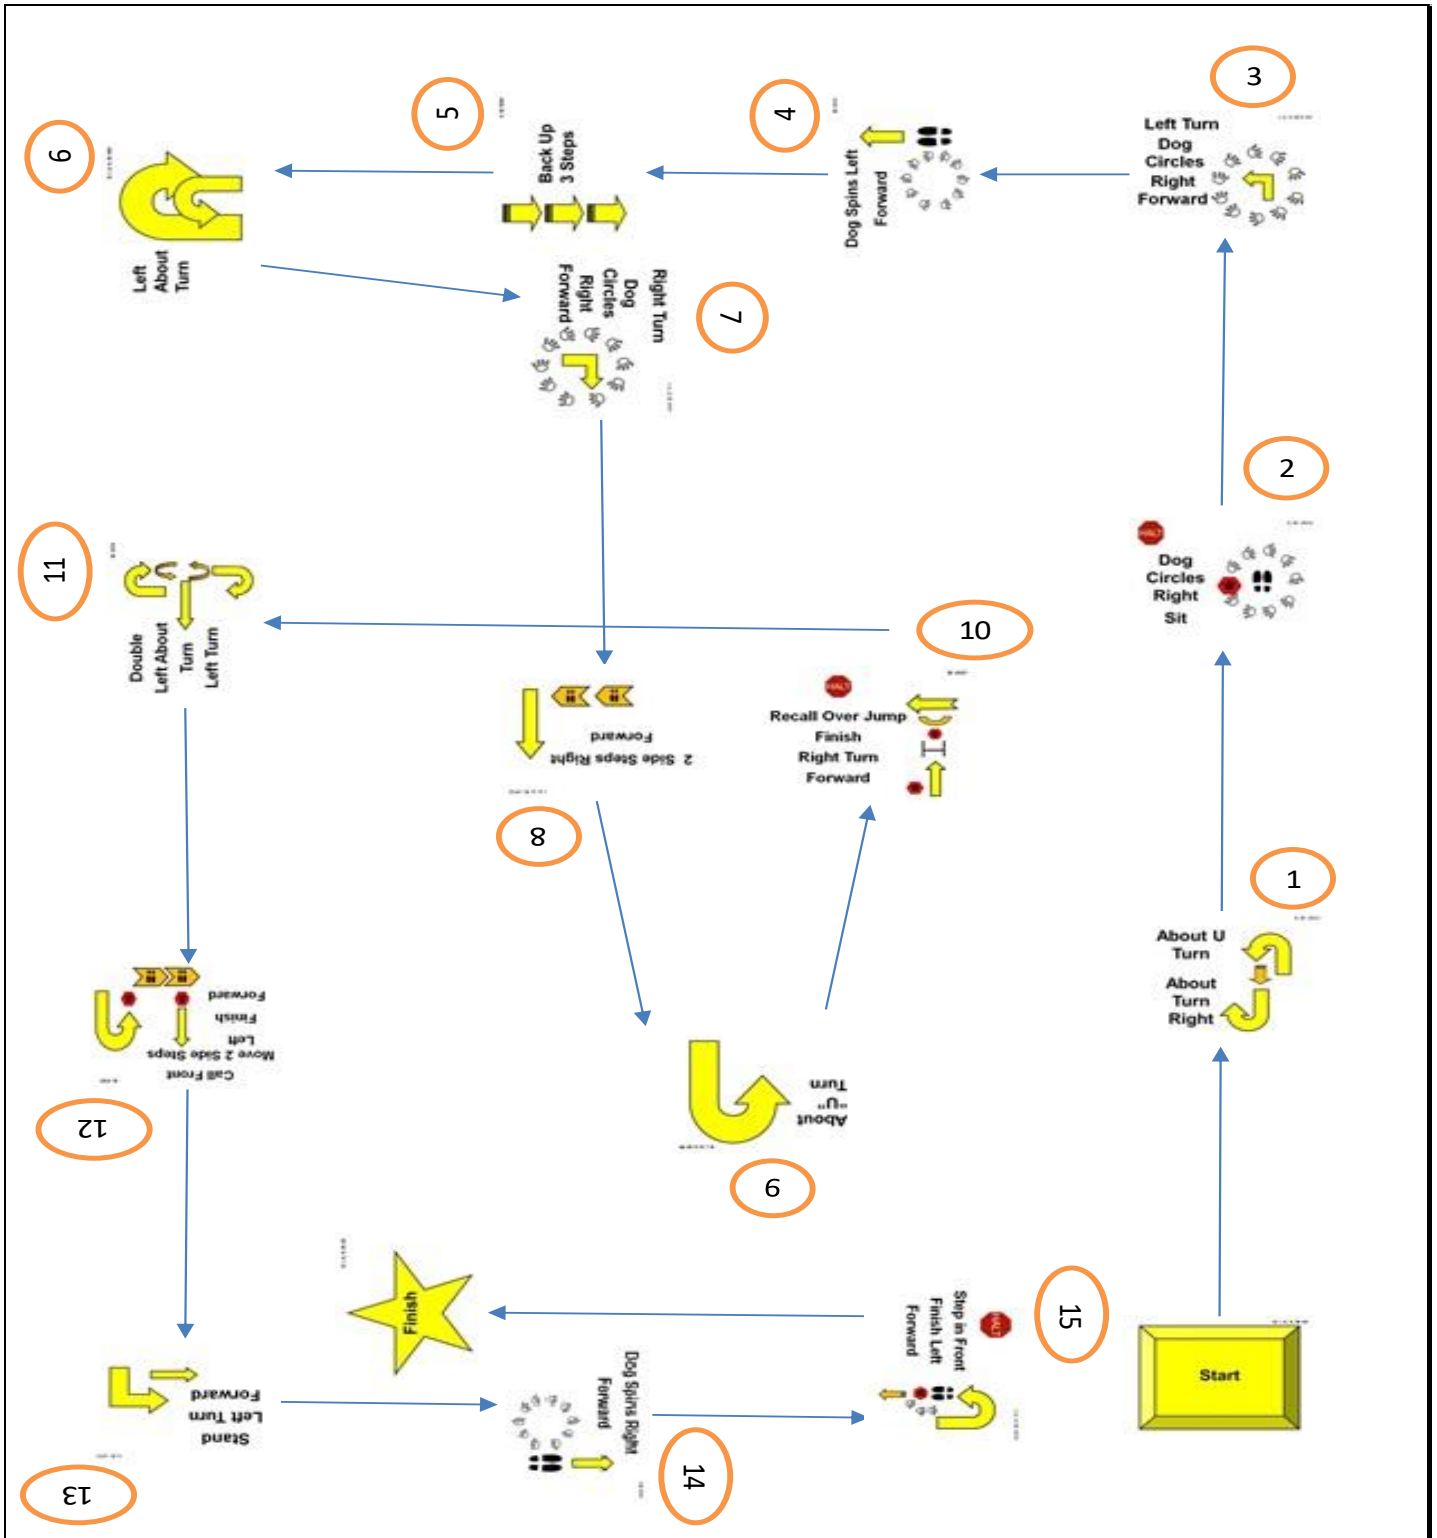 3
Left Turn
Dog
Circles
Right
Forward
4
Dog Spins Left
Forward
5
Back Up
3 Steps
6
Left
About
Turn
7
Right Turn
Dog
Circles
Right
Forward
2
HALT
Dog
Circles
Right
Sit
1
About U
Turn
About
Turn
Right
Start
8
2 Side Steps Right
Forward
9
About
"U"
Turn
10
HALT
Recall Over Jump
Finish
Right Turn
Forward
11
Double
Left About
Turn
Left Turn
12
Call Front
Move 2 Side Steps
Left
Finish
Forward
13
Stand
Left Turn
Forward
14
Dog Spins Right
Forward
15
HALT
Step in Front
Finish Left
Forward
Finish